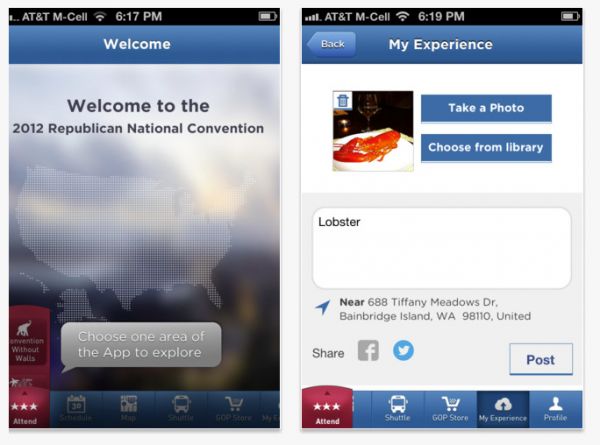 AT&T M-Cell 6:17 PM
Welcome
Welcome to the
2012 Republican National Convention
Convention
Without
Walls
Choose one area of
the App to explore
Attend
Schedule
30
Map
Shuttle
GOP Store
My E
AT&T M-Cell 6:19 PM
Back
My Experience
Take a Photo
Choose from library
Lobster
Near 688 Tiffany Meadows Dr,
Bainbridge Island, WA 98110, United
Share
Post
Attend
Shuttle
GOP Store
My Experience
Profile